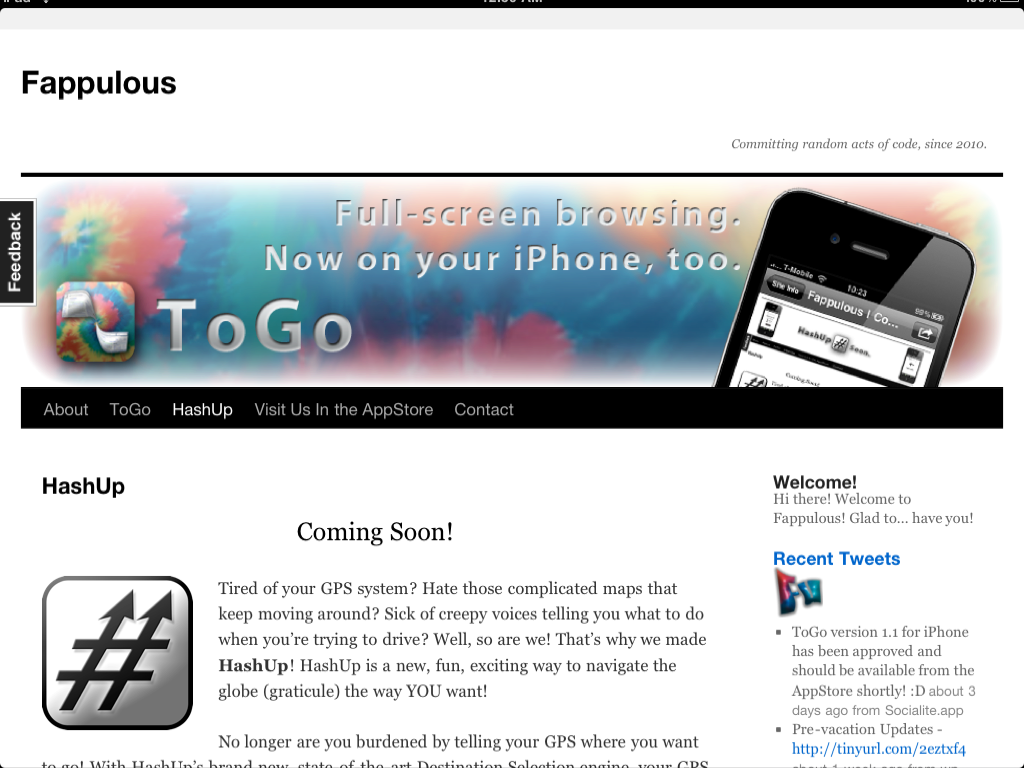 Fappulous
Committing random acts of code, since 2010.
Feedback
Full-screen browsing.
Now on your iPhone, too.
ToGo
T-Mobile
10:23
Site Info
Fappulous | Co...
HashUp
Soon.
About ToGo HashUp Visit Us In the AppStore Contact
HashUp
Coming Soon!
Tired of your GPS system? Hate those complicated maps that
keep moving around? Sick of creepy voices telling you what to do
when you're trying to drive? Well, so are we! That's why we made
HashUp! HashUp is a new, fun, exciting way to navigate the
globe (graticule) the way YOU want!
No longer are you burdened by telling your GPS where you want
to go! With HashUp's brand new, state-of-the-art Destination Selection engine, your GPS
Welcome!
Hi there! Welcome to
Fappulous! Glad to... have you!
Recent Tweets
ToGo version 1.1 for iPhone
has been approved and
should be available from the
AppStore shortly! :D about 3
days ago from Socialite.app
Pre-vacation Updates -
http://tinyurl.com/2eztxf4